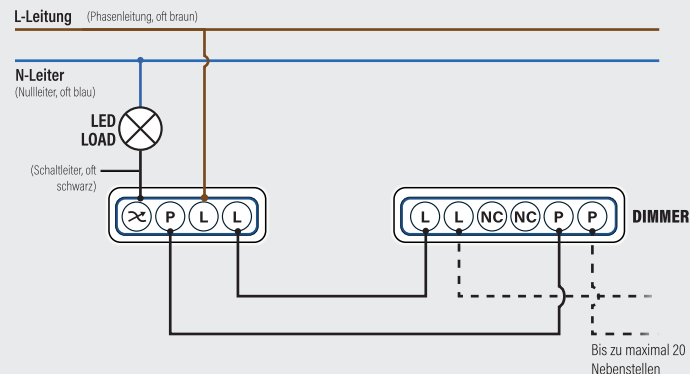 L-Leitung (Phasenleitung, oft braun)
N-Leiter
(Nullleiter, oft blau)
LED
LOAD
(Schaltleiter, oft
schwarz)
P L L
L L NC NC P P
DIMMER
Bis zu maximal 20
Nebenstellen